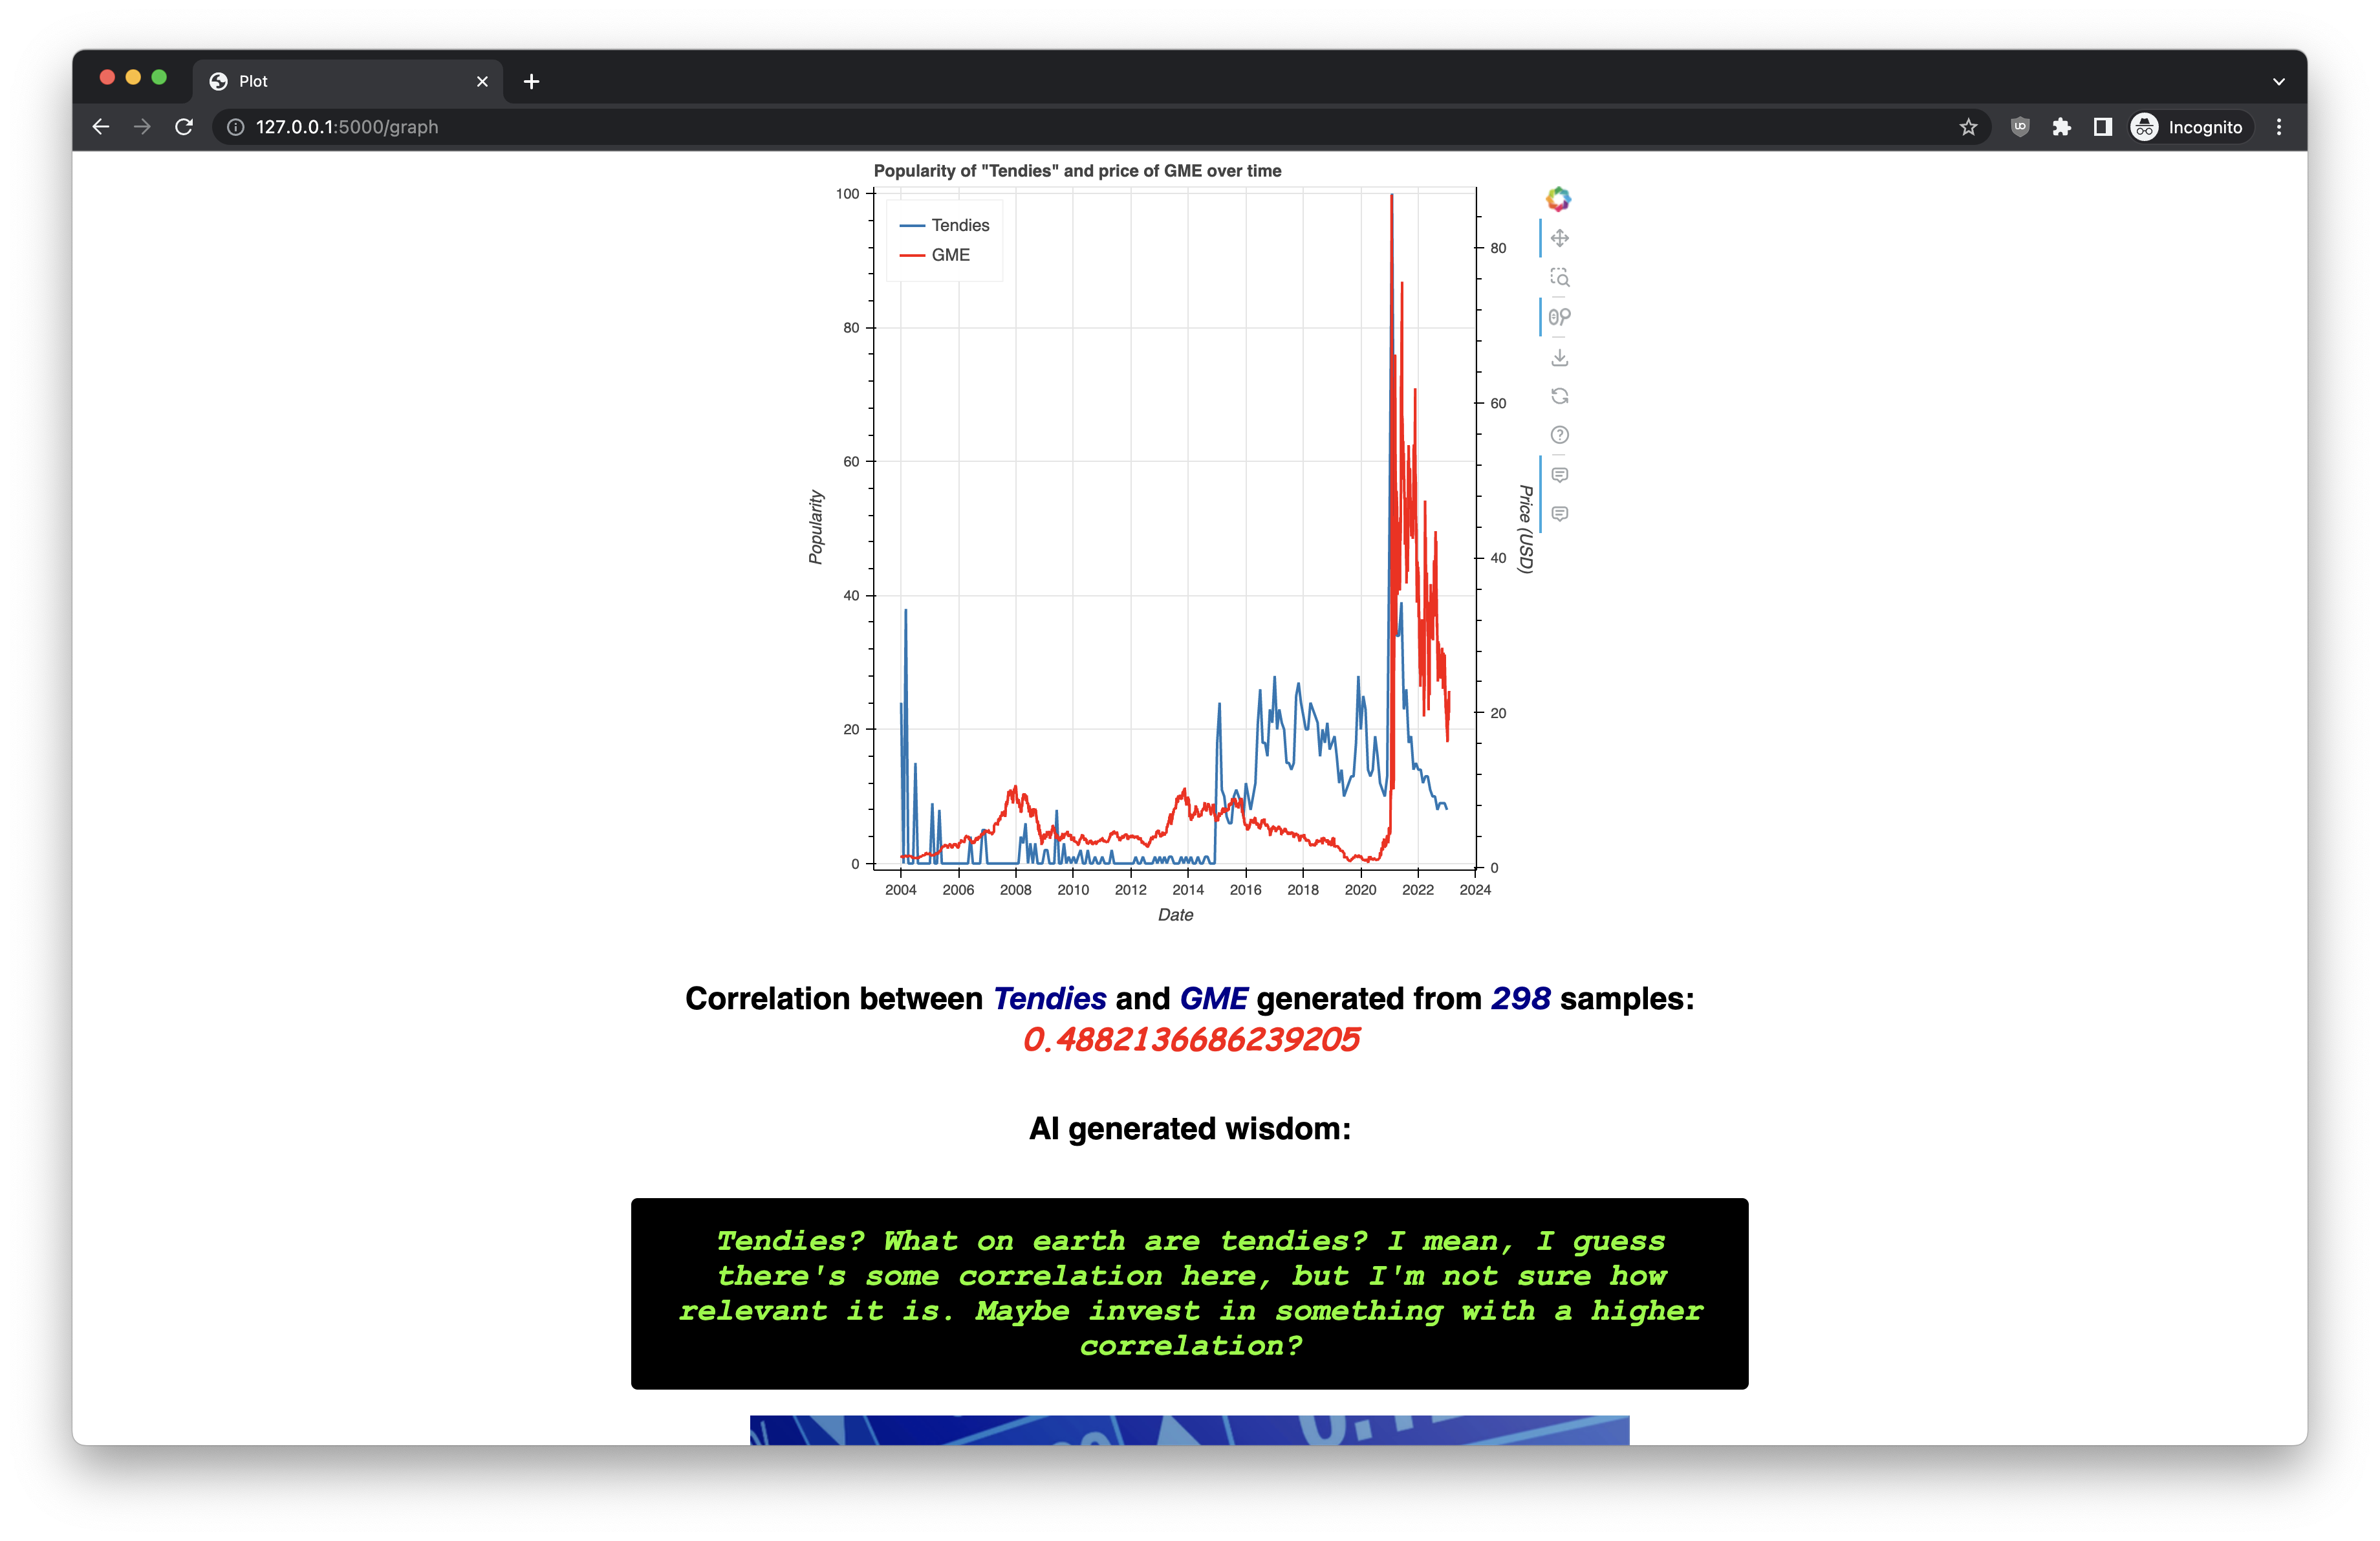 Plot
127.0.0.1:5000/graph
Incognito
Popularity of "Tendies" and price of GME over time
Tendies
GME
100
80
60
40
20
0
Popularity
80
60
40
20
0
Price (USD)
2004 2006 2008 2010 2012 2014 2016 2018 2020 2022 2024
Date
Correlation between Tendies and GME generated from 298 samples:
0.4882136686239205
AI generated wisdom:
Tendies? What on earth are tendies? I mean, I guess
there's some correlation here, but I'm not sure how
relevant it is. Maybe invest in something with a higher
correlation?